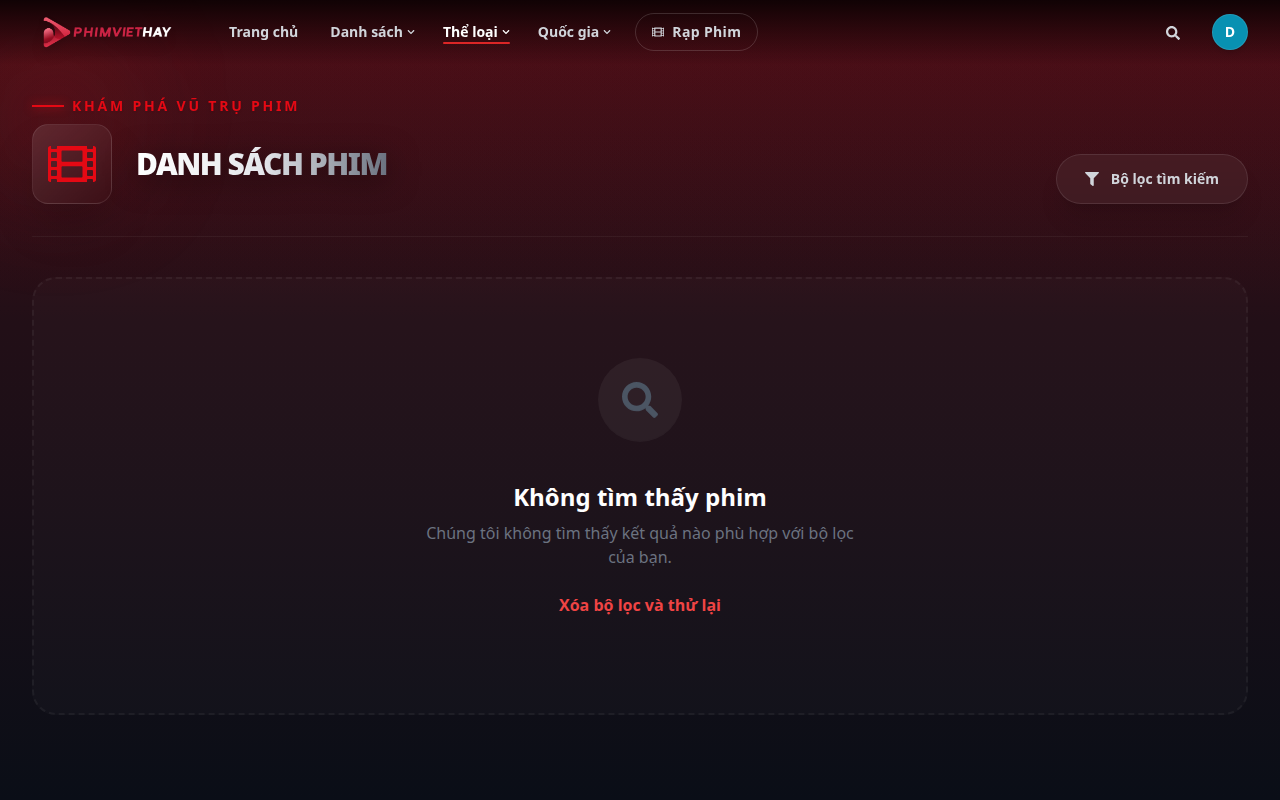 PHIMVIETHAY
Trang chủ
Danh sách
Thể loại
Quốc gia
Rạp Phim
D
KHÁM PHÁ VŨ TRỤ PHIM
DANH SÁCH PHIM
Bộ lọc tìm kiếm
Không tìm thấy phim
Chúng tôi không tìm thấy kết quả nào phù hợp với bộ lọc
của bạn.
Xóa bộ lọc và thử lại